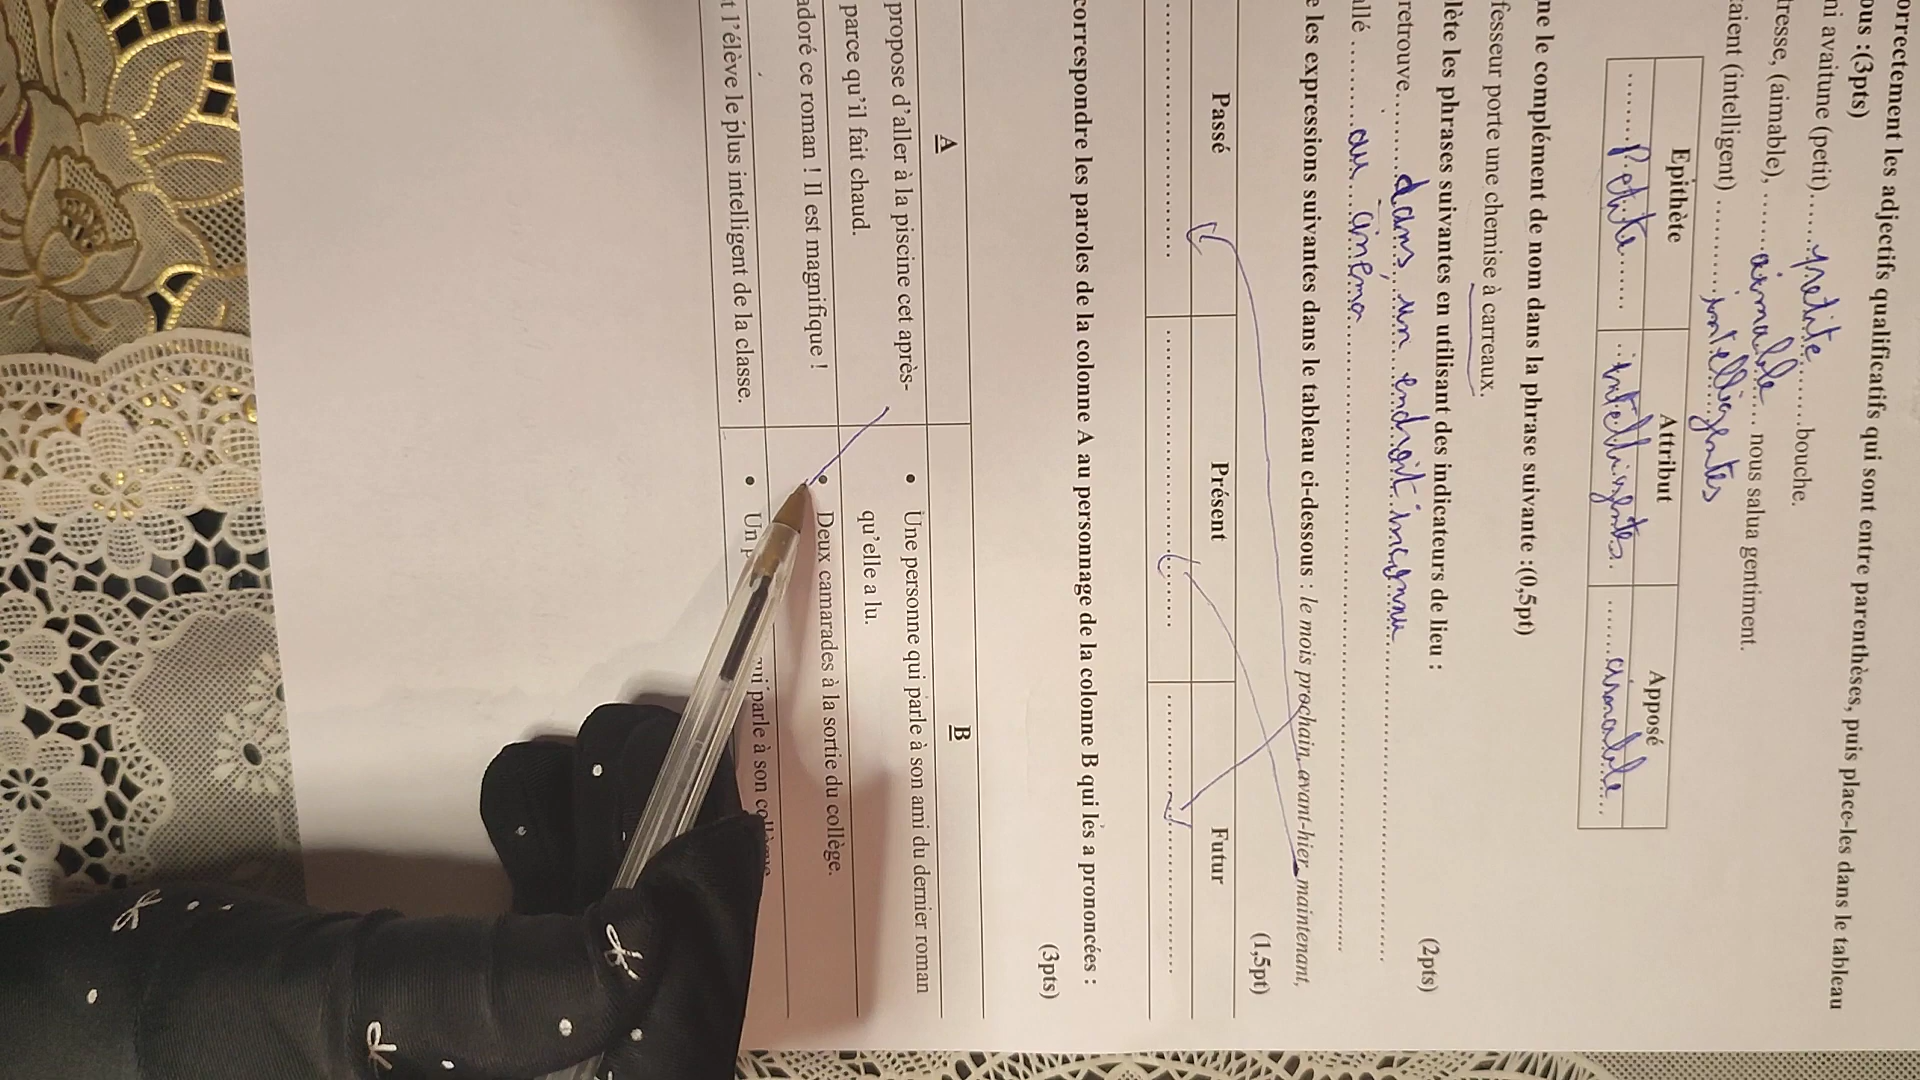 orrectement les adjectifs qualificatifs qui sont entre parenthèses, puis place-les dans le tableau
ous :(3pts)
ni avaitune (petit)...... petite ........bouche.
dresse, (aimable), ...... aimable .... nous salua gentiment.
taient (intelligent) .......... intelligentes
Epithète Attribut Apposé
........Petite....... ..intelligentes.. ......aimable...
ne le complément de nom dans la phrase suivante :(0,5pt)
fesseur porte une chemise à carreaux.
lète les phrases suivantes en utilisant des indicateurs de lieu :
(2pts)
retrouve.......... dans un endroit inconnu ..............................
allé .......... au cinema ..............................
e les expressions suivantes dans le tableau ci-dessous : le mois prochain, avant-hier, maintenant,
(1,5pt)
Passé Présent Futur
correspondre les paroles de la colonne A au personnage de la colonne B qui les a prononcées :
(3pts)
A B
propose d'aller à la piscine cet après-
parce qu'il fait chaud.
• Une personne qui parle à son ami du dernier roman
qu'elle a lu.
adoré ce roman ! Il est magnifique !
• Deux camarades à la sortie du collège.
t l'élève le plus intelligent de la classe.
• Un parle à son